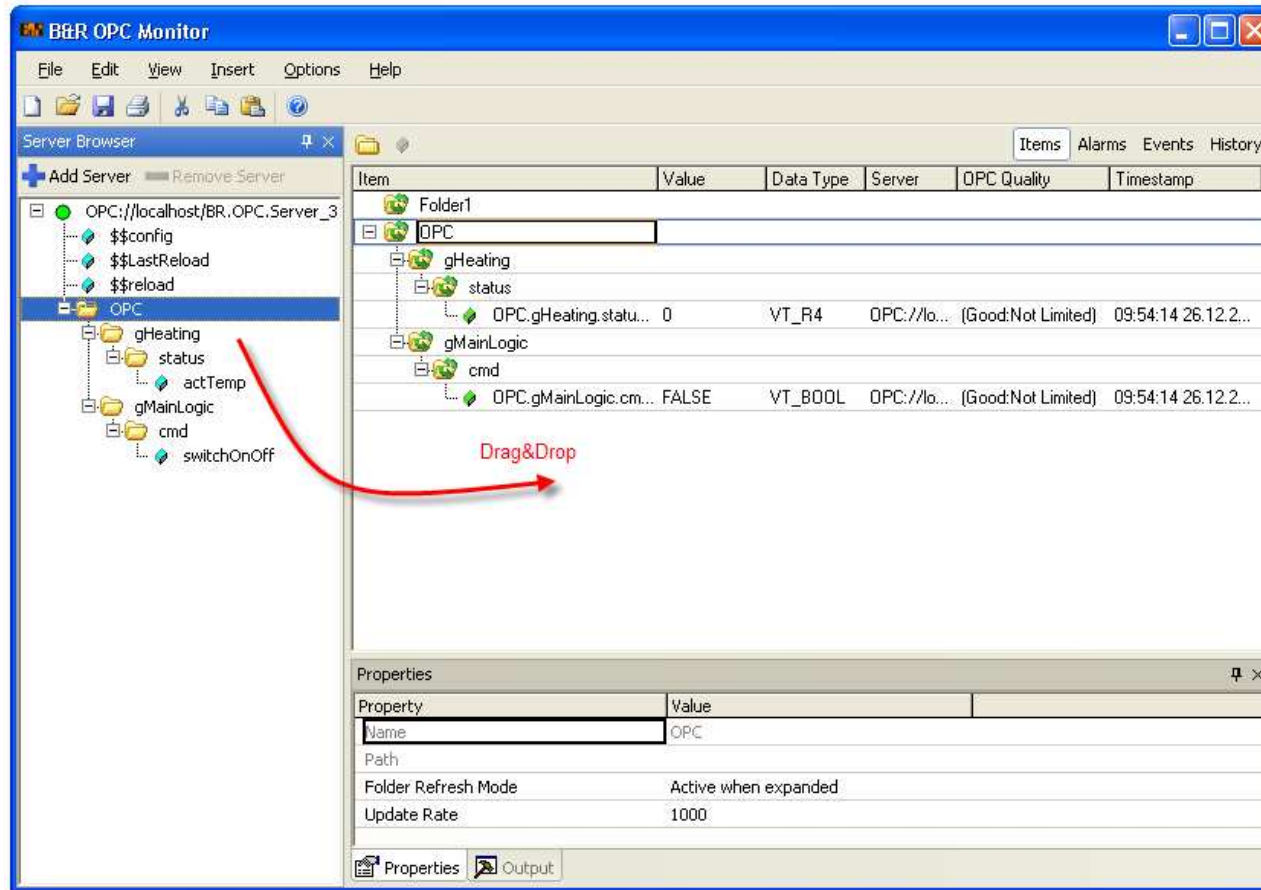 B&R OPC Monitor
File Edit View Insert Options Help
Server Browser
Items Alarms Events History
Add Server Remove Server
Item Value Data Type Server OPC Quality Timestamp
OPC://localhost/BR.OPC.Server_3
$$config
$$LastReload
$$reload
OPC
gHeating
status
actTemp
gMainLogic
cmd
switchOnOff
Folder1
OPC
gHeating
status
OPC.gHeating.statu... 0 VT_R4 OPC://lo... (Good:Not Limited) 09:54:14 26.12.2...
gMainLogic
cmd
OPC.gMainLogic.cm... FALSE VT_BOOL OPC://lo... (Good:Not Limited) 09:54:14 26.12.2...
Drag&Drop
Properties
Property Value
Name OPC
Path
Folder Refresh Mode Active when expanded
Update Rate 1000
Properties Output